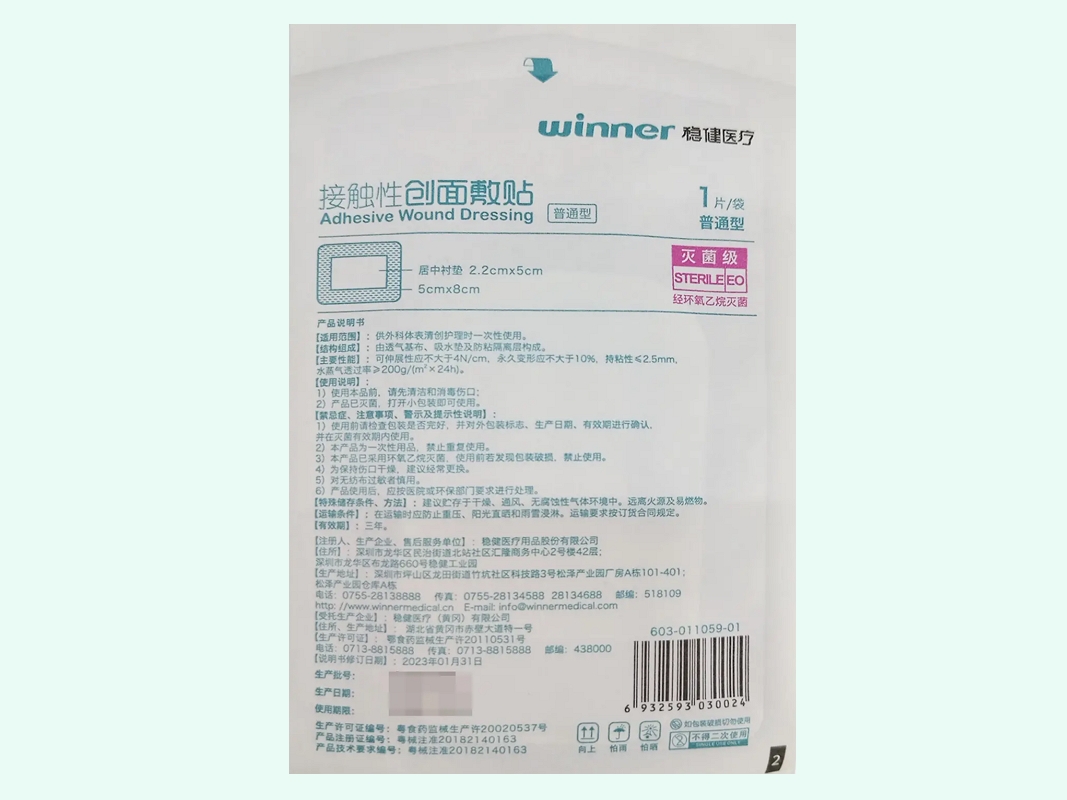 winner 稳健医疗
接触性创面敷贴
Adhesive Wound Dressing 普通型
1片/袋
普通型
居中衬垫 2.2cmx5cm
5cmx8cm
灭菌级
STERILE EO
经环氧乙烷灭菌
产品说明书
【适用范围】：供外科体表清创护理时一次性使用。
【结构组成】：由透气基布、吸水垫及防粘隔离层构成。
【主要性能】：可伸展性应不大于4N/cm，永久变形应不大于10%，持粘性≤2.5mm，
水蒸气透过率≥200g/(m²×24h)。
【使用说明】：
1）使用本品前，请先清洁和消毒伤口；
2）产品已灭菌，打开小包装即可使用。
【禁忌症、注意事项、警示及提示性说明】：
1）使用前请检查包装是否完好，并对外包装标志、生产日期、有效期进行确认，
并在灭菌有效期内使用。
2）本产品为一次性用品，禁止重复使用。
3）本产品已采用环氧乙烷灭菌，使用前若发现包装破损，禁止使用。
4）为保持伤口干燥，建议经常更换。
5）对无纺布过敏者慎用。
6）产品使用后，应按医院或环保部门要求进行处理。
【特殊储存条件、方法】：建议贮存于干燥、通风、无腐蚀性气体环境中。远离火源及易燃物。
【运输条件】：在运输时应防止重压、阳光直晒和雨雪浸淋。运输要求按订货合同规定。
【有效期】：三年。
【注册人、生产企业、售后服务单位】：稳健医疗用品股份有限公司
【住所】：深圳市龙华区民治街道北站社区汇隆商务中心2号楼42层；
深圳市龙华区布龙路660号稳健工业园
【生产地址】：深圳市坪山区龙田街道竹坑社区科技路3号松泽产业园厂房A栋101-401；
松泽产业园仓库A栋
电话：0755-28138888 传真：0755-28134588 28134688 邮编：518109
http: //www.winnermedical.cn E-mail: info@winnermedical.com
【受托生产企业】：稳健医疗（黄冈）有限公司
【住所、生产地址】：湖北省黄冈市赤壁大道特一号
【生产许可证】：鄂食药监械生产许20110531号
电话：0713-8815888 传真：0713-8815888 邮编：438000
【说明书修订日期】：2023年01月31日
603-011059-01
6 932593 030024
生产批号：
生产日期：
使用期限：
生产许可证编号：粤食药监械生产许20020537号
产品注册证编号：粤械注准20182140163
产品技术要求编号：粤械注准20182140163
向上 怕雨 怕晒
如包装破损切勿使用
不得二次使用
SINGLE USE ONLY
2